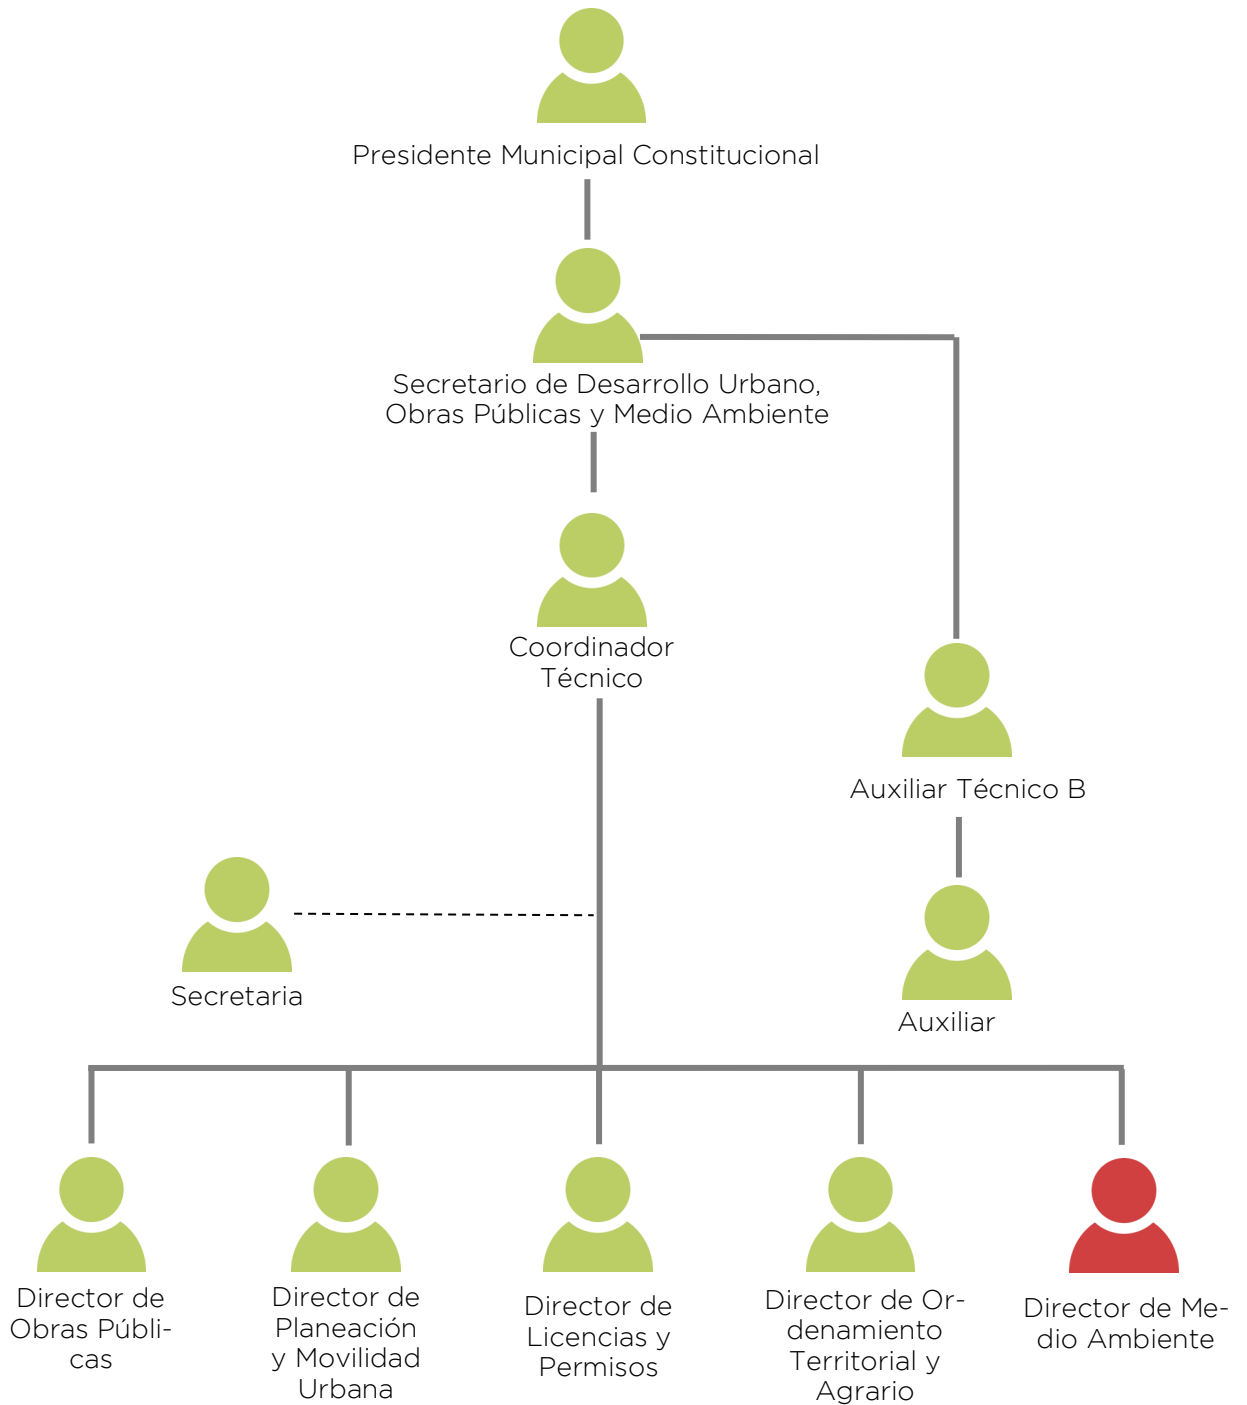 Presidente Municipal Constitucional
Secretario de Desarrollo Urbano,
Obras Públicas y Medio Ambiente
Coordinador
Técnico
Auxiliar Técnico B
Secretaria
Auxiliar
Director de
Obras Públi-
cas
Director de
Planeación
y Movilidad
Urbana
Director de
Licencias y
Permisos
Director de Or-
denamiento
Territorial y
Agrario
Director de Me-
dio Ambiente